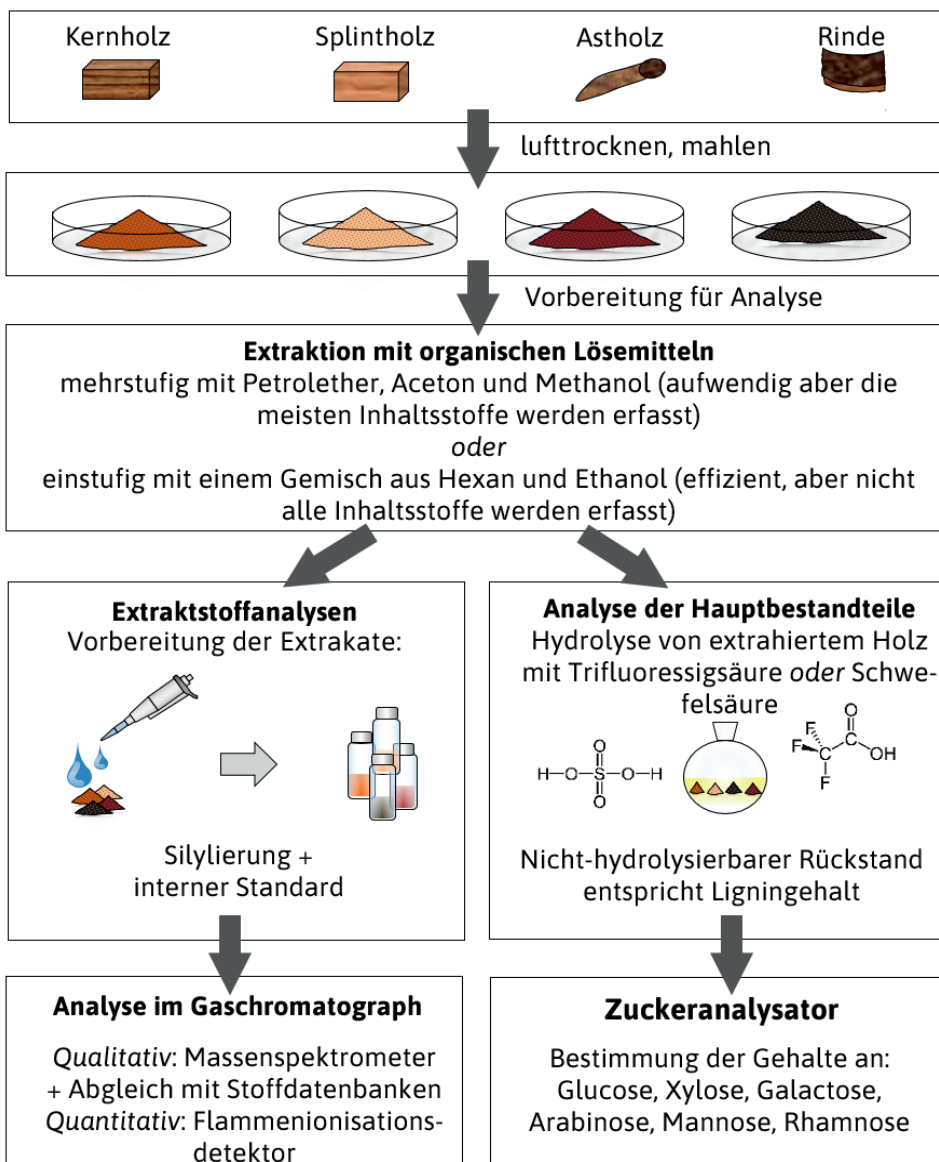 Kernholz
Splintholz
Astholz
Rinde
lufttrocknen, mahlen
Vorbereitung für Analyse
Extraktion mit organischen Lösemitteln
mehrstufig mit Petrolether, Aceton und Methanol (aufwendig aber die
meisten Inhaltsstoffe werden erfasst)
oder
einstufig mit einem Gemisch aus Hexan und Ethanol (effizient, aber nicht
alle Inhaltsstoffe werden erfasst)
Extraktstoffanalysen
Vorbereitung der Extrakate:
Silylierung +
interner Standard
Analyse der Hauptbestandteile
Hydrolyse von extrahiertem Holz
mit Trifluoressigsäure oder Schwe-
felsäure
O
H–O–S–O–H
O
F
F
F
C
C
O
OH
Nicht-hydrolysierbarer Rückstand
entspricht Ligningehalt
Analyse im Gaschromatograph
Qualitativ: Massenspektrometer
+ Abgleich mit Stoffdatenbanken
Quantitativ: Flammenionisations-
detektor
Zuckeranalysator
Bestimmung der Gehalte an:
Glucose, Xylose, Galactose,
Arabinose, Mannose, Rhamnose